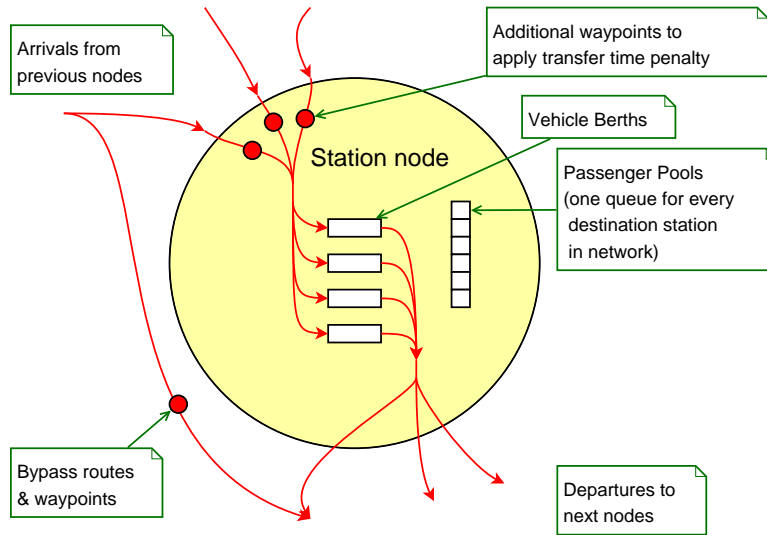 Arrivals from
previous nodes
Additional waypoints to
apply transfer time penalty
Vehicle Berths
Station node
Passenger Pools
(one queue for every
destination station
in network)
Bypass routes
& waypoints
Departures to
next nodes